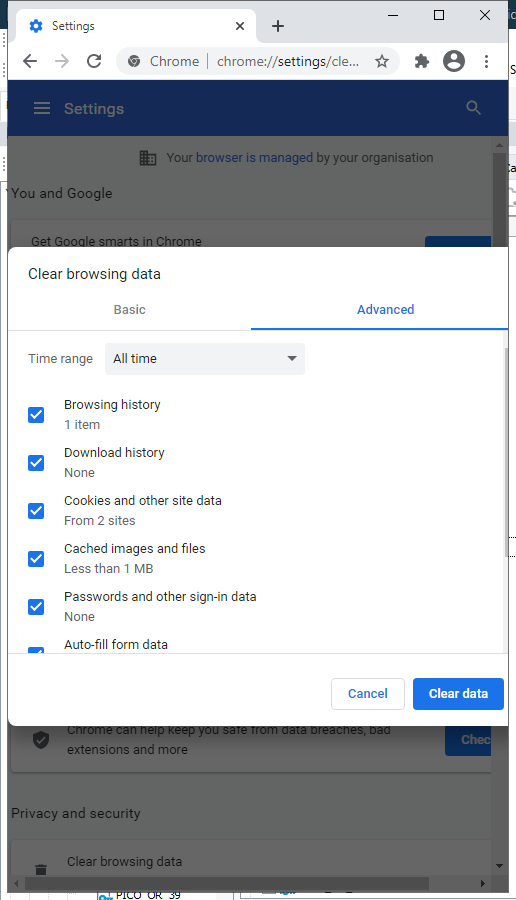 Settings
Chrome
chrome://settings/cle...
Settings
Your browser is managed by your organisation
You and Google
Get Google smarts in Chrome
Clear browsing data
Basic
Advanced
Time range
All time
Browsing history
1 item
Download history
None
Cookies and other site data
From 2 sites
Cached images and files
Less than 1 MB
Passwords and other sign-in data
None
Auto-fill form data
Cancel
Clear data
Chrome can help keep you safe from data breaches, bad
extensions and more
Chec
Privacy and security
Clear browsing data
PICO_OR_39